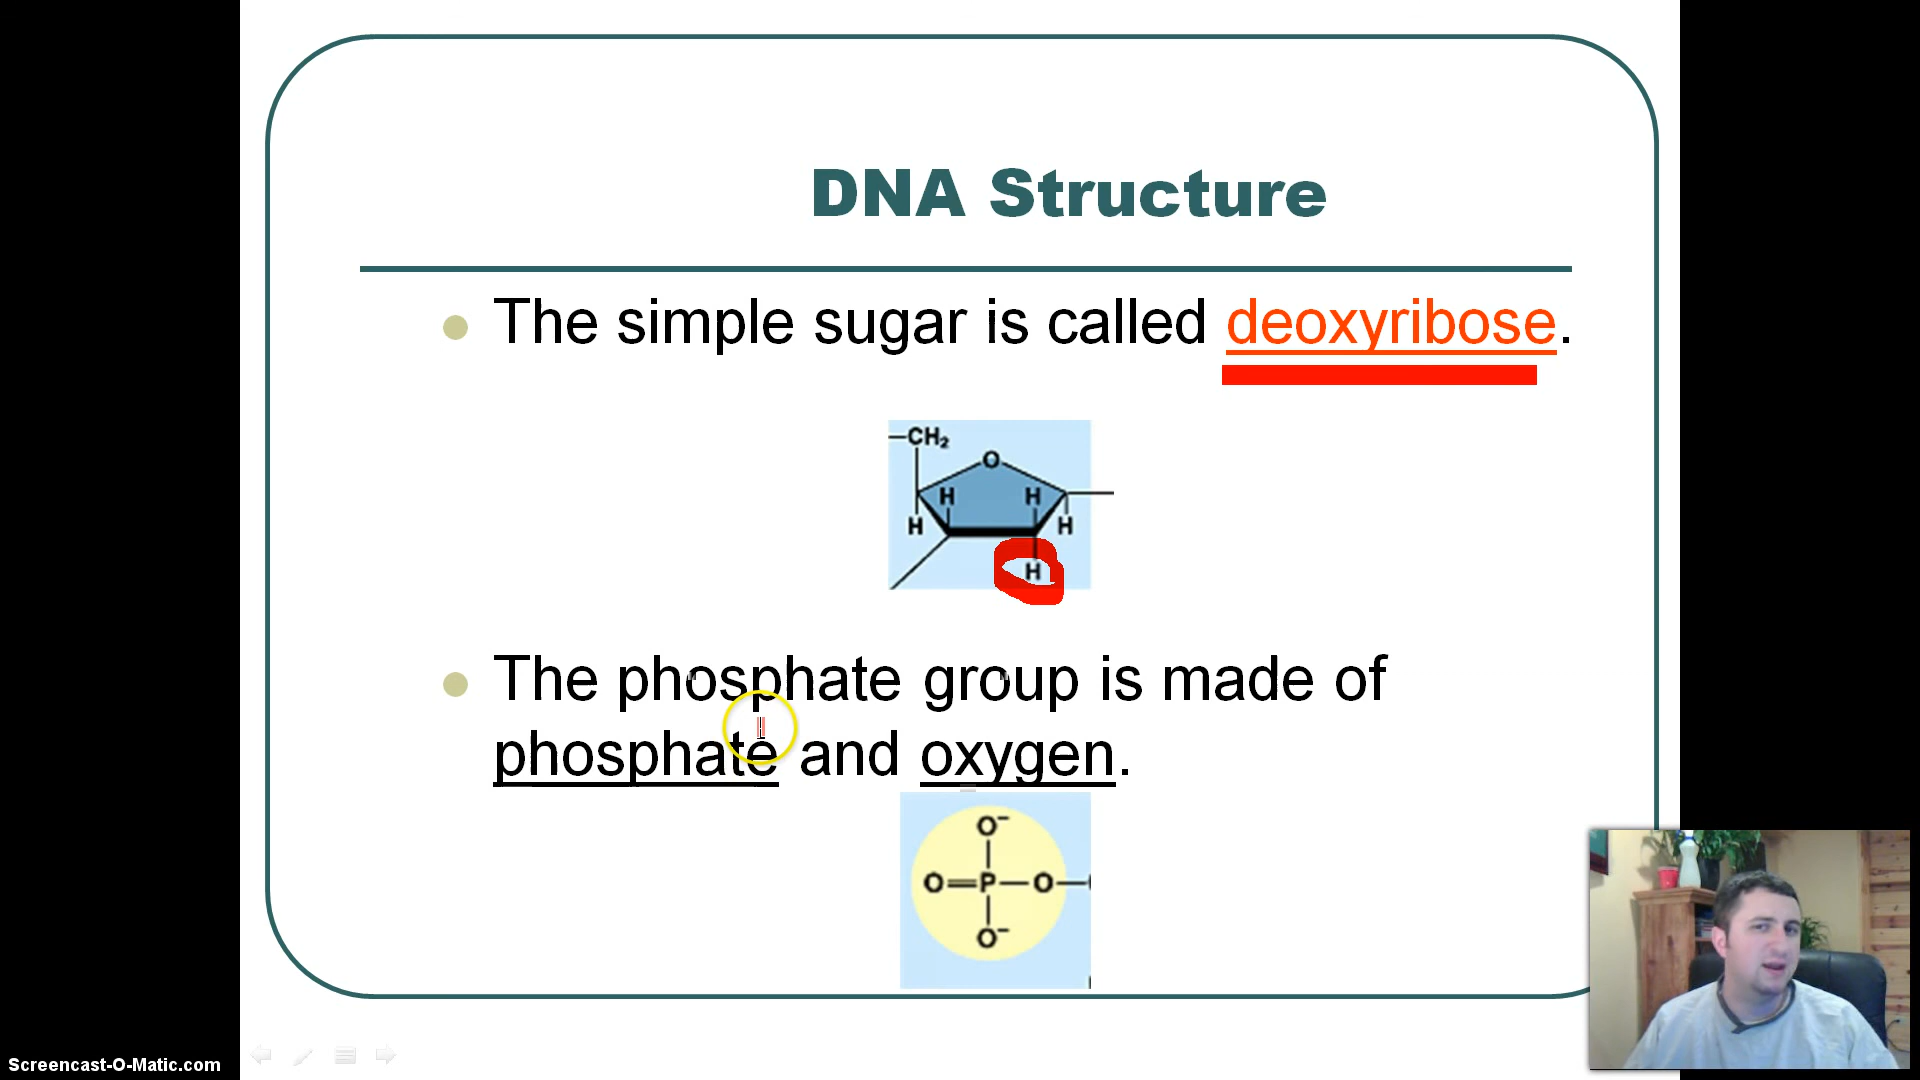 DNA Structure
The simple sugar is called deoxyribose.
–CH₂
O
H H
H H
H
The phosphate group is made of
phosphate and oxygen.
O⁻
O=P–O–
O⁻
Screencast-O-Matic.com